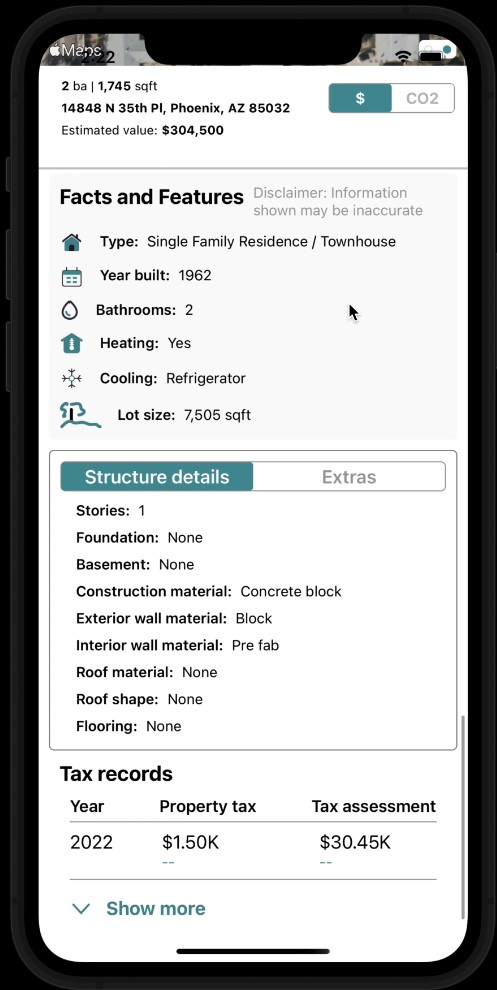 Maps
2:22
2 ba | 1,745 sqft
14848 N 35th Pl, Phoenix, AZ 85032
Estimated value: $304,500
$ CO2
Facts and Features
Disclaimer: Information
shown may be inaccurate
Type: Single Family Residence / Townhouse
Year built: 1962
Bathrooms: 2
Heating: Yes
Cooling: Refrigerator
Lot size: 7,505 sqft
Structure details Extras
Stories: 1
Foundation: None
Basement: None
Construction material: Concrete block
Exterior wall material: Block
Interior wall material: Pre fab
Roof material: None
Roof shape: None
Flooring: None
Tax records
Year Property tax Tax assessment
2022 $1.50K $30.45K
-- --
Show more